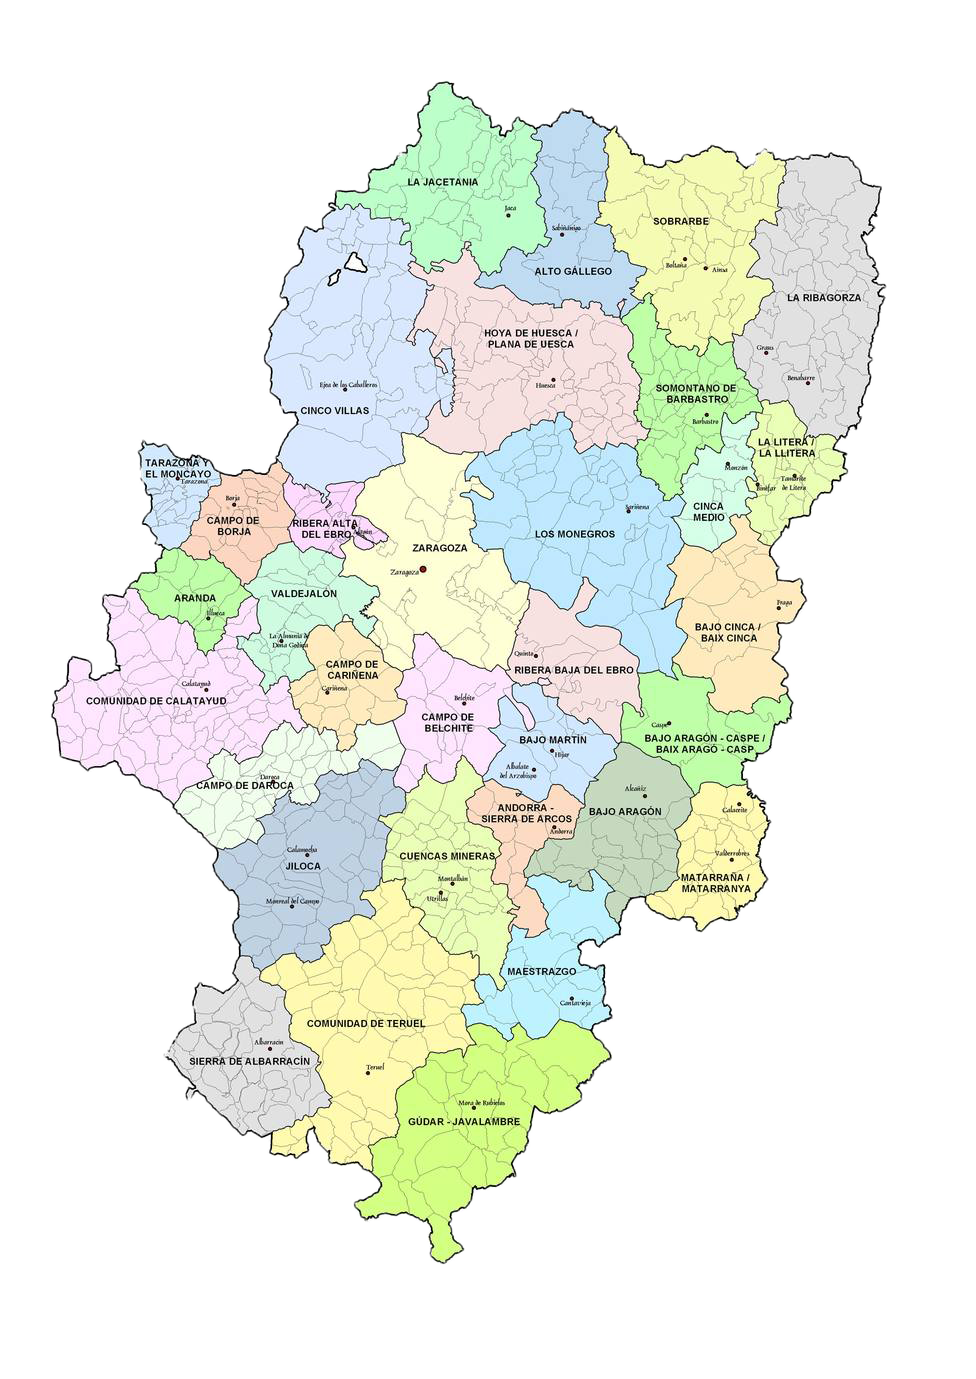 LA JACETANIA
Jaca
Sabiñánigo
ALTO GÁLLEGO
SOBRARBE
Boltaña
Ainsa
LA RIBAGORZA
Graus
Benabarre
HOYA DE HUESCA /
PLANA DE UESCA
Huesca
CINCO VILLAS
Ejea de los Caballeros
SOMONTANO DE
BARBASTRO
Barbastro
LA LITERA /
LA LLITERA
Tamarite
de Litera
Binéfar
Monzón
CINCA
MEDIO
TARAZONA Y
EL MONCAYO
Tarazona
Borja
CAMPO DE
BORJA
RIBERA ALTA
DEL EBRO
Alagón
ZARAGOZA
Zaragoza
Sariñena
LOS MONEGROS
ARANDA
Illueca
VALDEJALÓN
La Almunia de
Dona Godina
Fraga
BAJO CINCA /
BAIX CINCA
CAMPO DE
CARIÑENA
Cariñena
Quinto
RIBERA BAJA DEL EBRO
Calatayud
COMUNIDAD DE CALATAYUD
Belchite
CAMPO DE
BELCHITE
BAJO MARTÍN
Híjar
Albalate
del Arzobispo
Caspe
BAJO ARAGÓN - CASPE /
BAIX ARAGÓ - CASP
Daroca
CAMPO DE DAROCA
Alcañiz
BAJO ARAGÓN
ANDORRA -
SIERRA DE ARCOS
Andorra
Calaceite
Valderrobres
MATARRAÑA /
MATARRANYA
Calamocha
JILOCA
Monreal del Campo
CUENCAS MINERAS
Montalbán
Utrillas
MAESTRAZGO
Cantavieja
COMUNIDAD DE TERUEL
Teruel
Albarracín
SIERRA DE ALBARRACÍN
Mora de Rubielos
GÚDAR - JAVALAMBRE